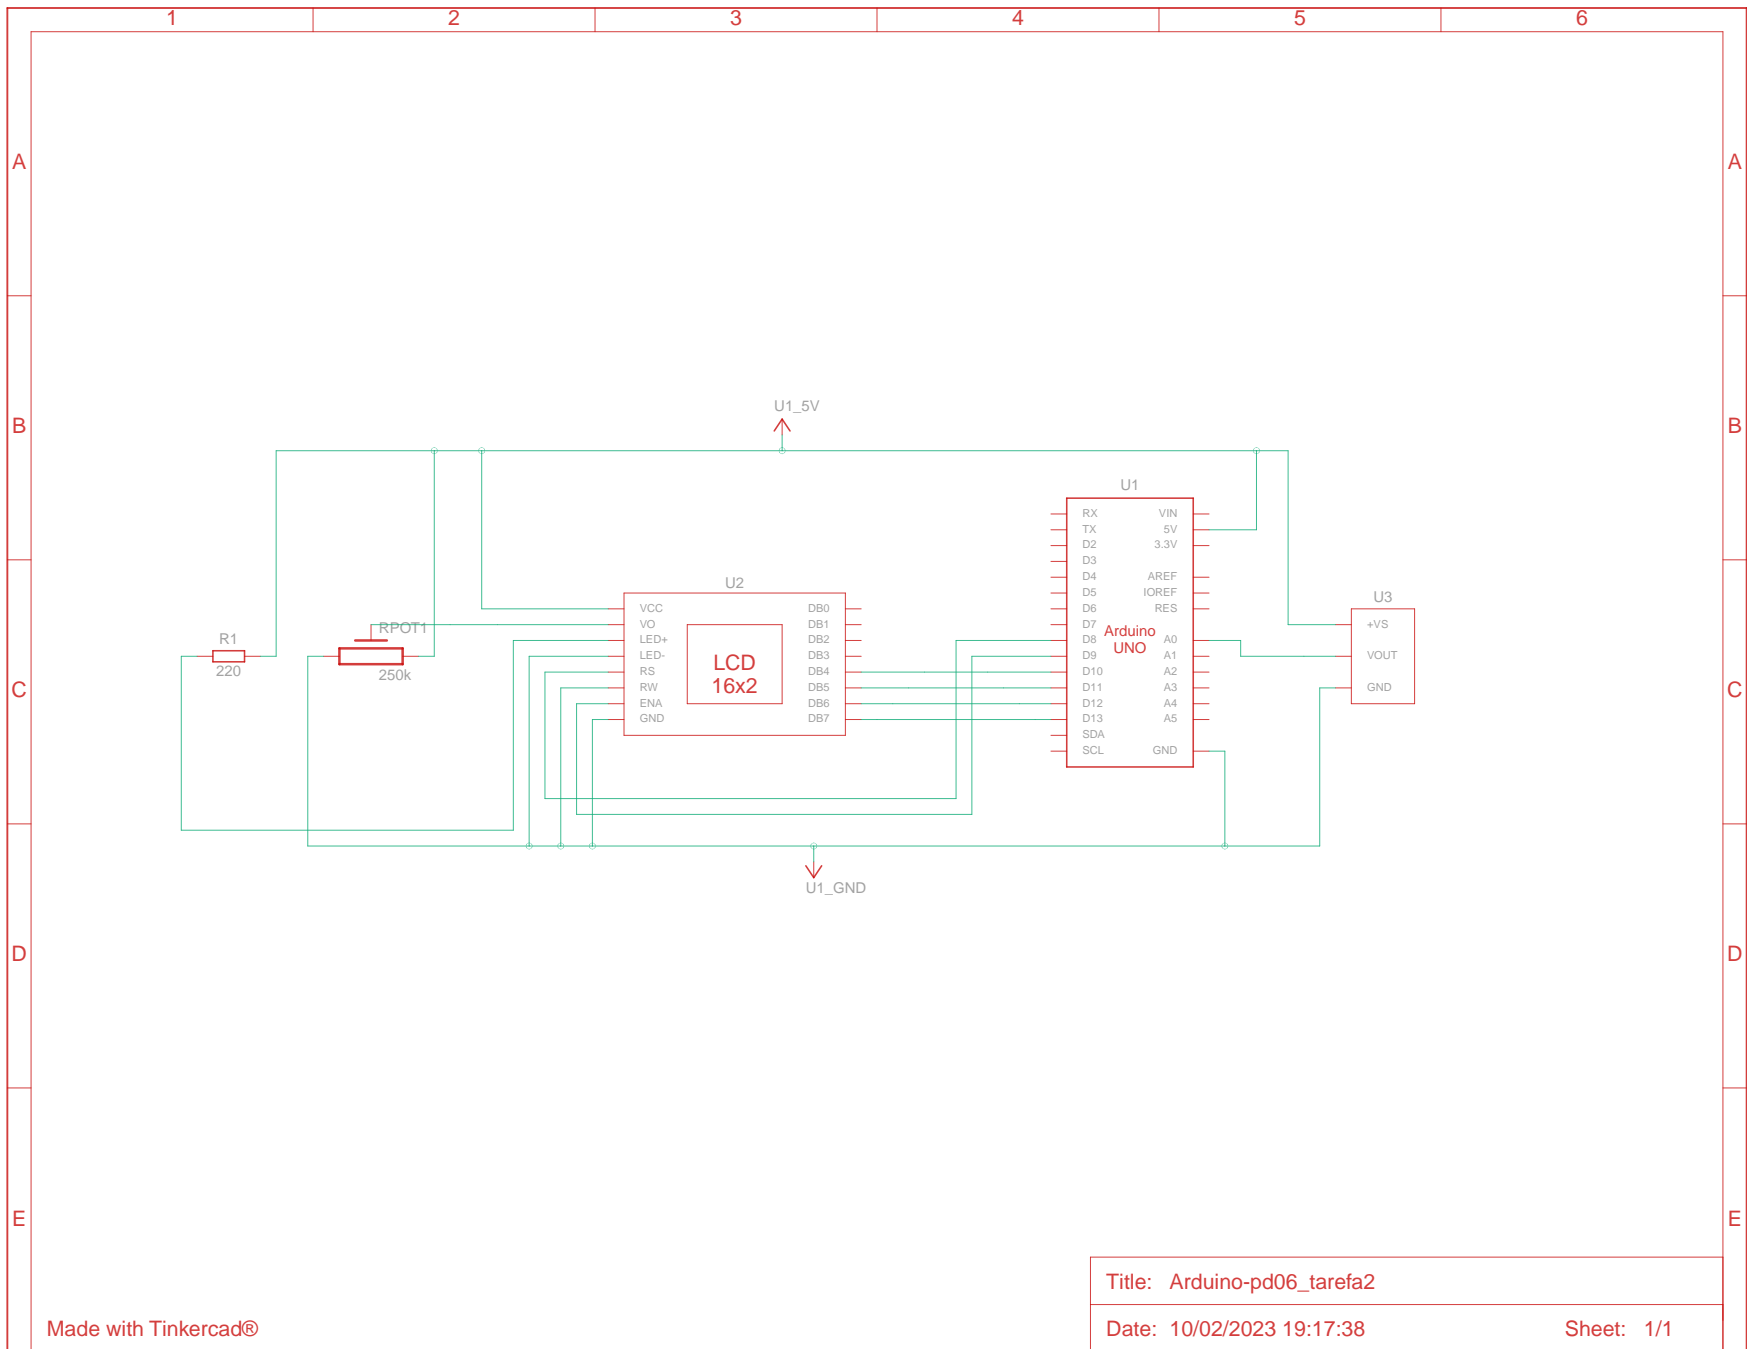 1 2 3 4 5 6
A A
B B
C C
D D
E E
U1_5V
U1
RX VIN
TX 5V
D2 3.3V
D3
D4 AREF
D5 IOREF
D6 RES
D7
Arduino
UNO
D8 A0
D9 A1
D10 A2
D11 A3
D12 A4
D13 A5
SDA
SCL GND
U2
VCC DB0
VO DB1
LED+ DB2
LED- DB3
RS DB4
RW DB5
ENA DB6
GND DB7
LCD
16x2
U3
+VS
VOUT
GND
R1
220
RPOT1
250k
U1_GND
Title: Arduino-pd06_tarefa2
Made with Tinkercad®
Date: 10/02/2023 19:17:38 Sheet: 1/1